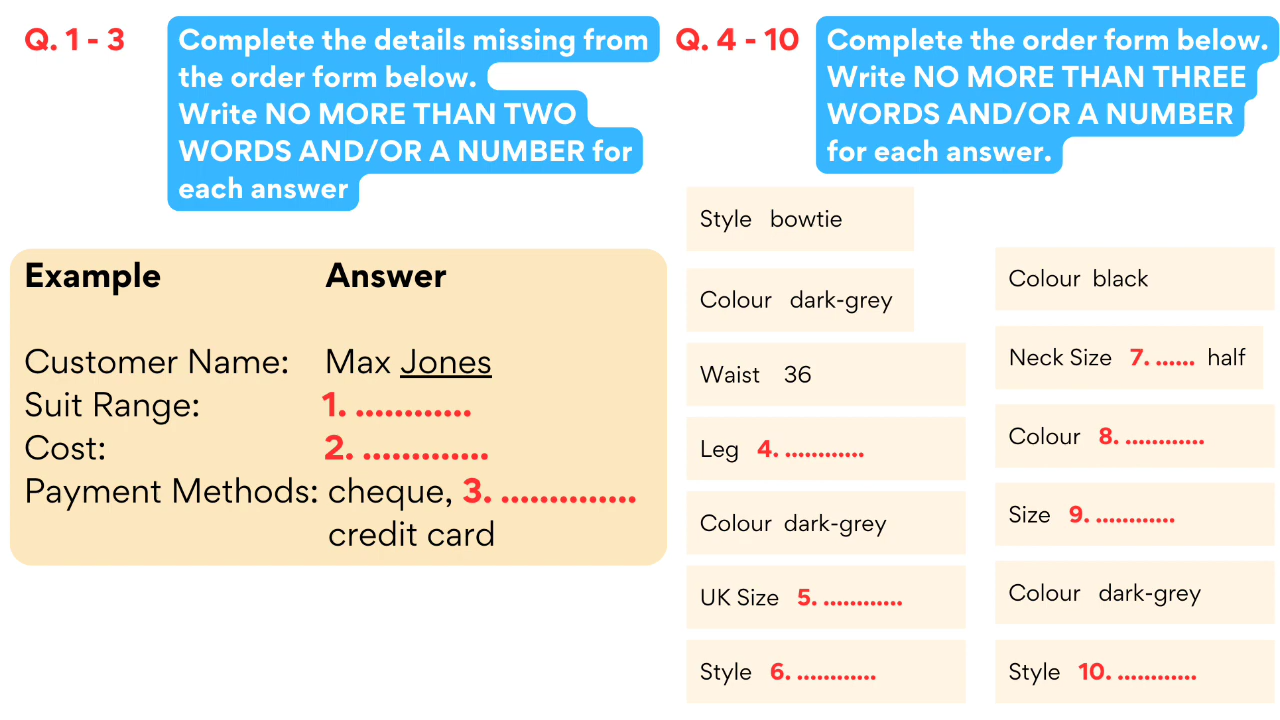 Q. 1 - 3
Complete the details missing from
the order form below.
Write NO MORE THAN TWO
WORDS AND/OR A NUMBER for
each answer
Example Answer
Customer Name: Max Jones
Suit Range: 1. ............
Cost: 2. .............
Payment Methods: cheque, 3. ..............
credit card
Q. 4 - 10
Complete the order form below.
Write NO MORE THAN THREE
WORDS AND/OR A NUMBER
for each answer.
Style bowtie
Colour dark-grey
Waist 36
Leg 4. ............
Colour dark-grey
UK Size 5. ............
Style 6. ............
Colour black
Neck Size 7. ...... half
Colour 8. ............
Size 9. ............
Colour dark-grey
Style 10. ............